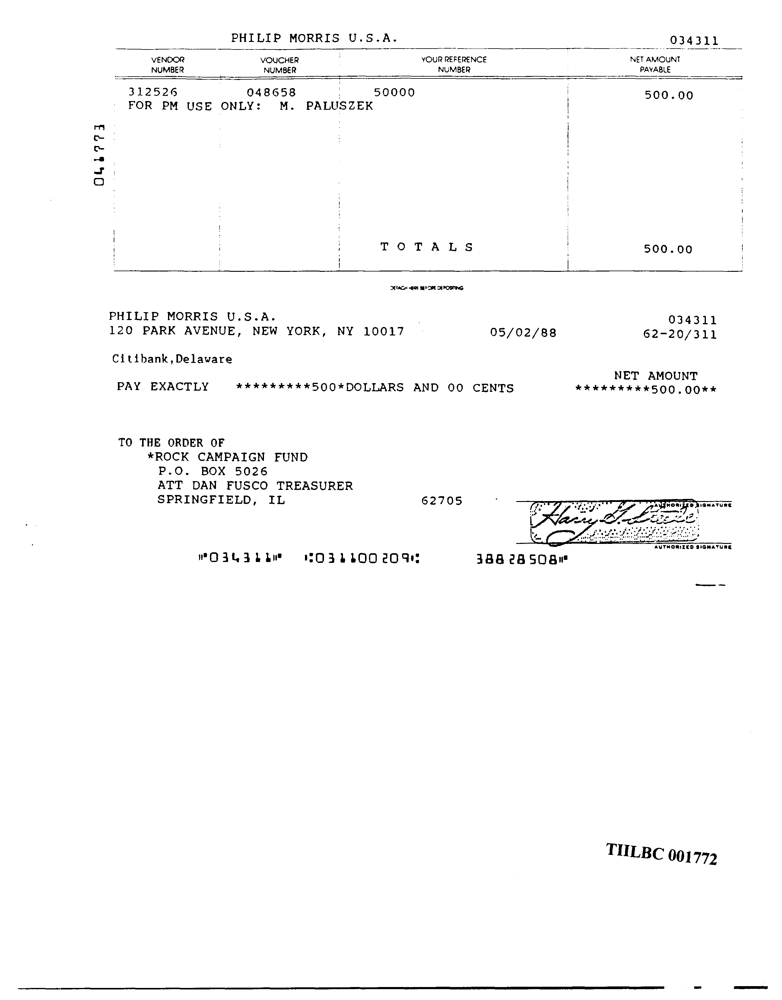 PHILIP MORRIS U.S.A. 034311
VENDOR NUMBER VOUCHER NUMBER YOUR REFERENCE NUMBER NET AMOUNT PAYABLE
312526 048658 50000 500.00
FOR PM USE ONLY: M. PALUSZEK
041773
T O T A L S 500.00
DETACH HERE BEFORE DEPOSITING
PHILIP MORRIS U.S.A. 034311
120 PARK AVENUE, NEW YORK, NY 10017 05/02/88 62-20/311
Citibank,Delaware
NET AMOUNT
PAY EXACTLY *********500*DOLLARS AND 00 CENTS *********500.00**
TO THE ORDER OF
*ROCK CAMPAIGN FUND
P.O. BOX 5026
ATT DAN FUSCO TREASURER
SPRINGFIELD, IL 62705
AUTHORIZED SIGNATURE
Harry G.
AUTHORIZED SIGNATURE
⑈034311⑈ ⑆031100209⑆ 38828508⑈
TIILBC 001772